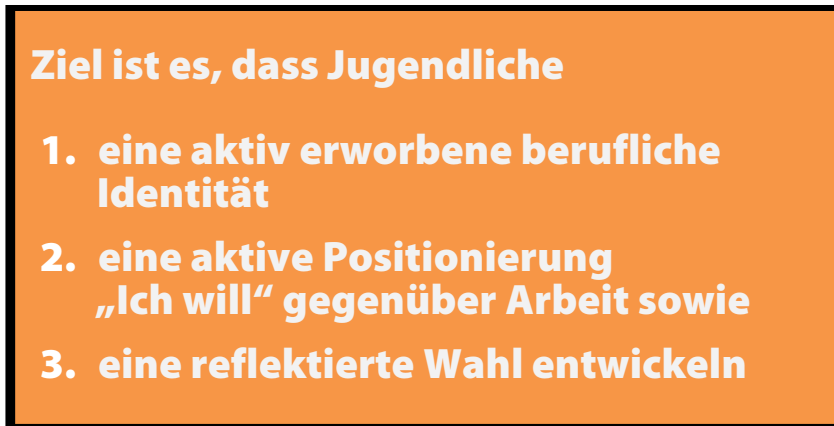 Ziel ist es, dass Jugendliche
1. eine aktiv erworbene berufliche
Identität
2. eine aktive Positionierung
„Ich will“ gegenüber Arbeit sowie
3. eine reflektierte Wahl entwickeln